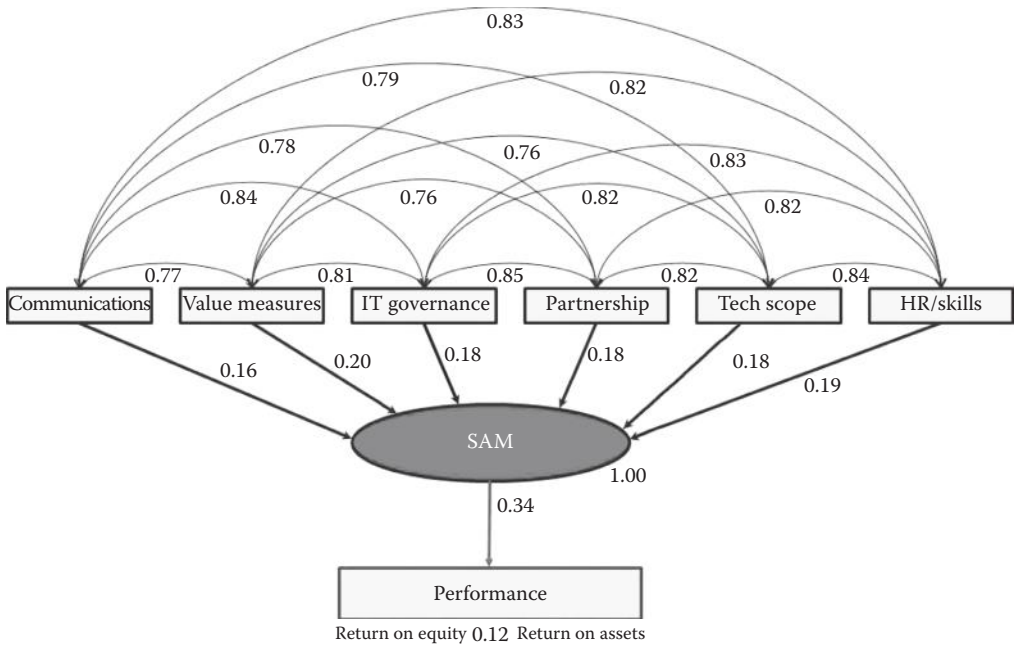 0.83
0.79
0.82
0.78
0.76
0.83
0.84
0.76
0.82
0.82
0.77
0.81
0.85
0.82
0.84
Communications
Value measures
IT governance
Partnership
Tech scope
HR/skills
0.16
0.20
0.18
0.18
0.18
0.19
SAM
1.00
0.34
Performance
Return on equity 0.12 Return on assets